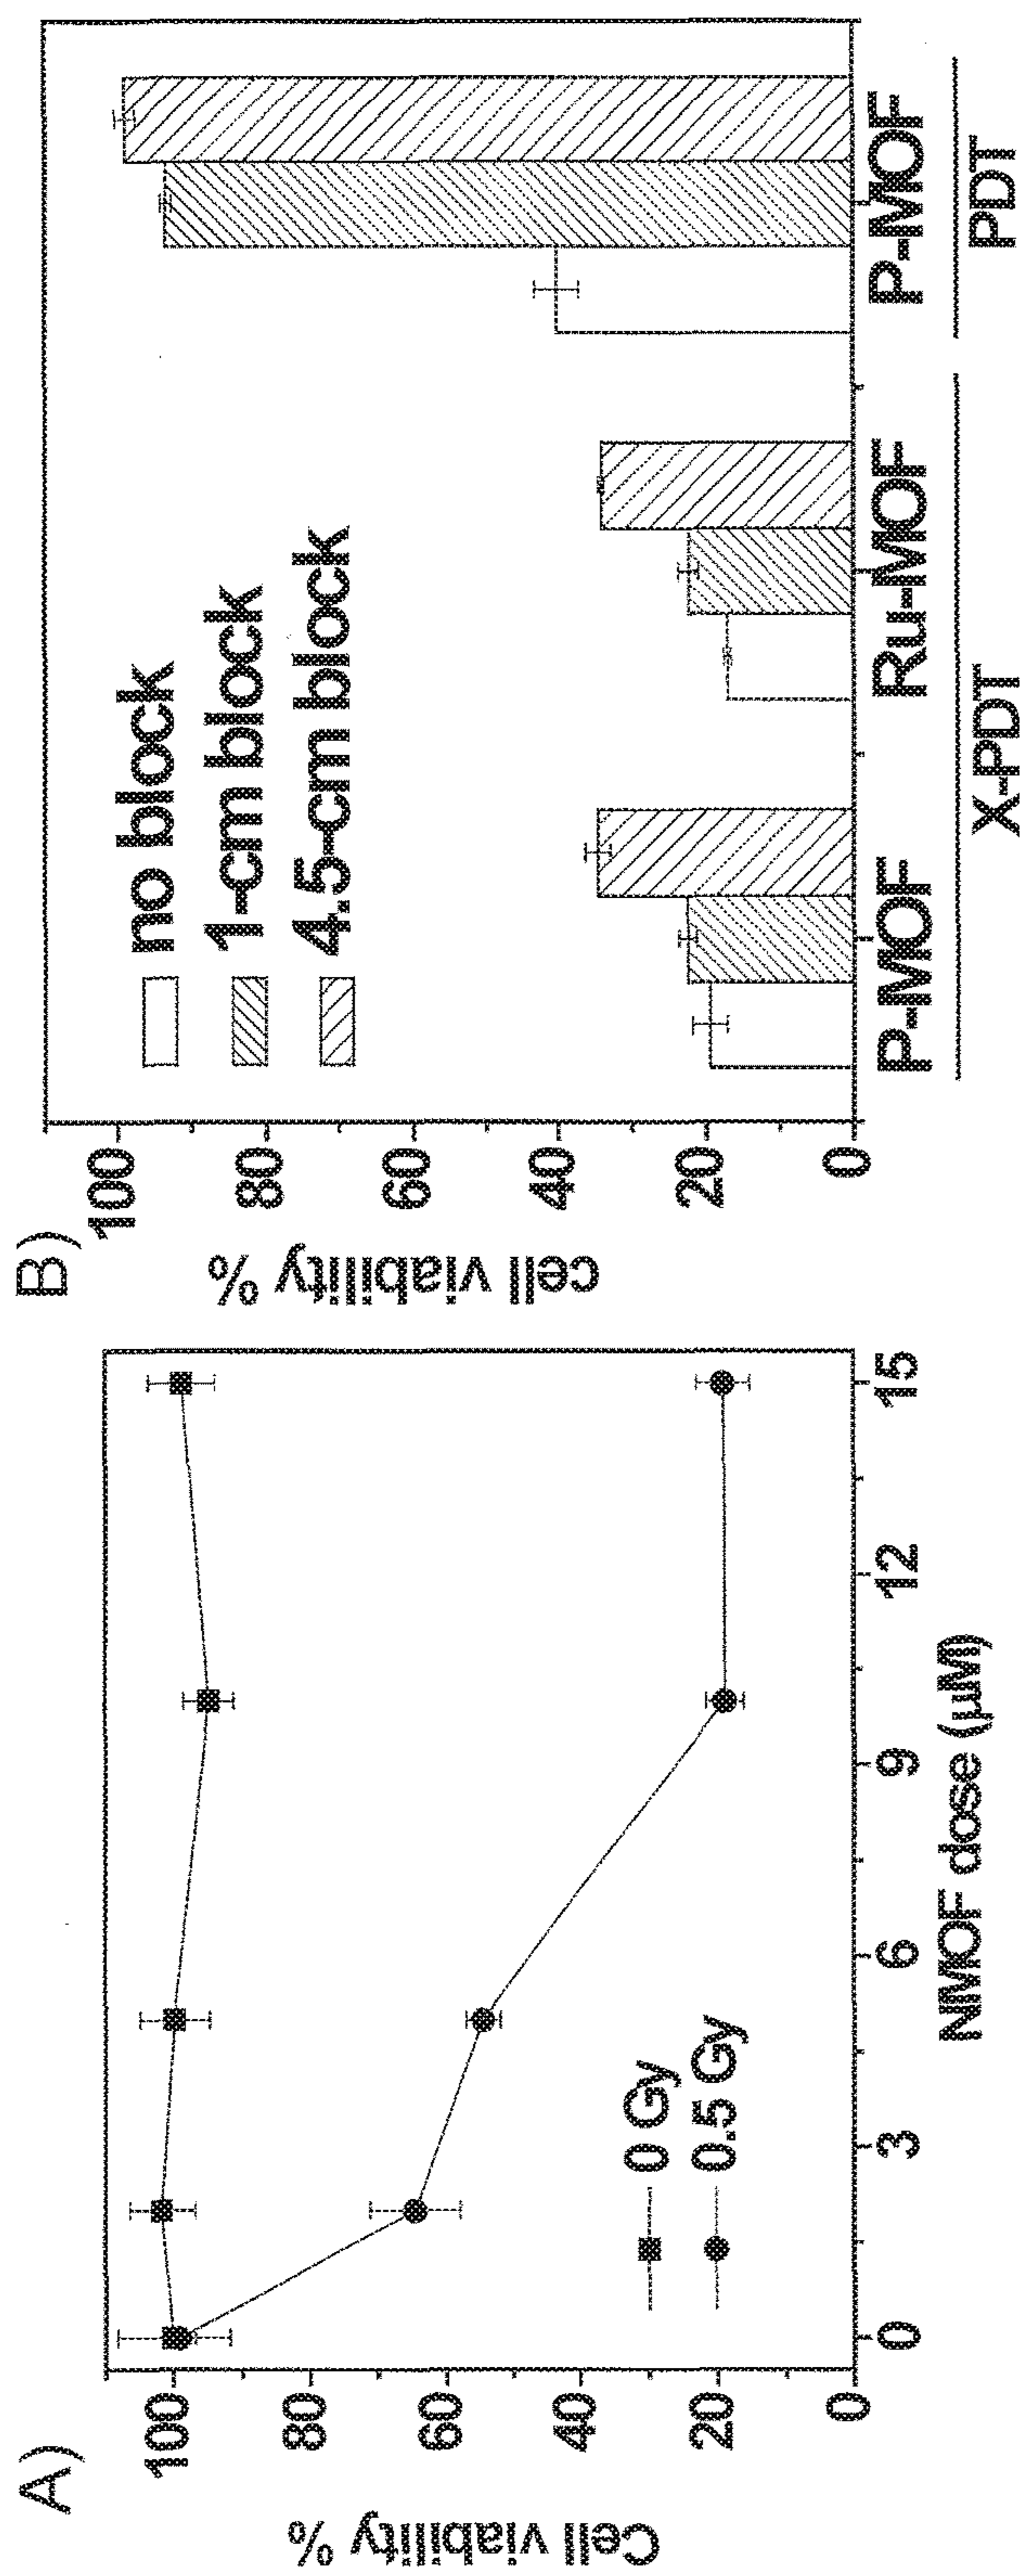 A)
Cell viability %
100
80
60
40
20
0
0 Gy
0.5 Gy
0 3 6 9 12 15
NMOF dose (µM)
B)
cell viability %
100
80
60
40
20
0
no block
1-cm block
4.5-cm block
P-MOF Ru-MOF P-MOF
X-PDT PDT